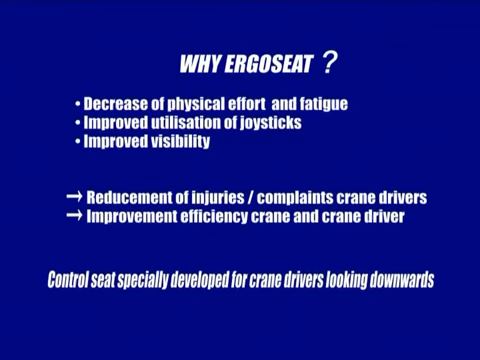 WHY ERGOSEAT ?
• Decrease of physical effort and fatigue
• Improved utilisation of joysticks
• Improved visibility
→ Reducement of injuries / complaints crane drivers
→ Improvement efficiency crane and crane driver
Control seat specially developed for crane drivers looking downwards